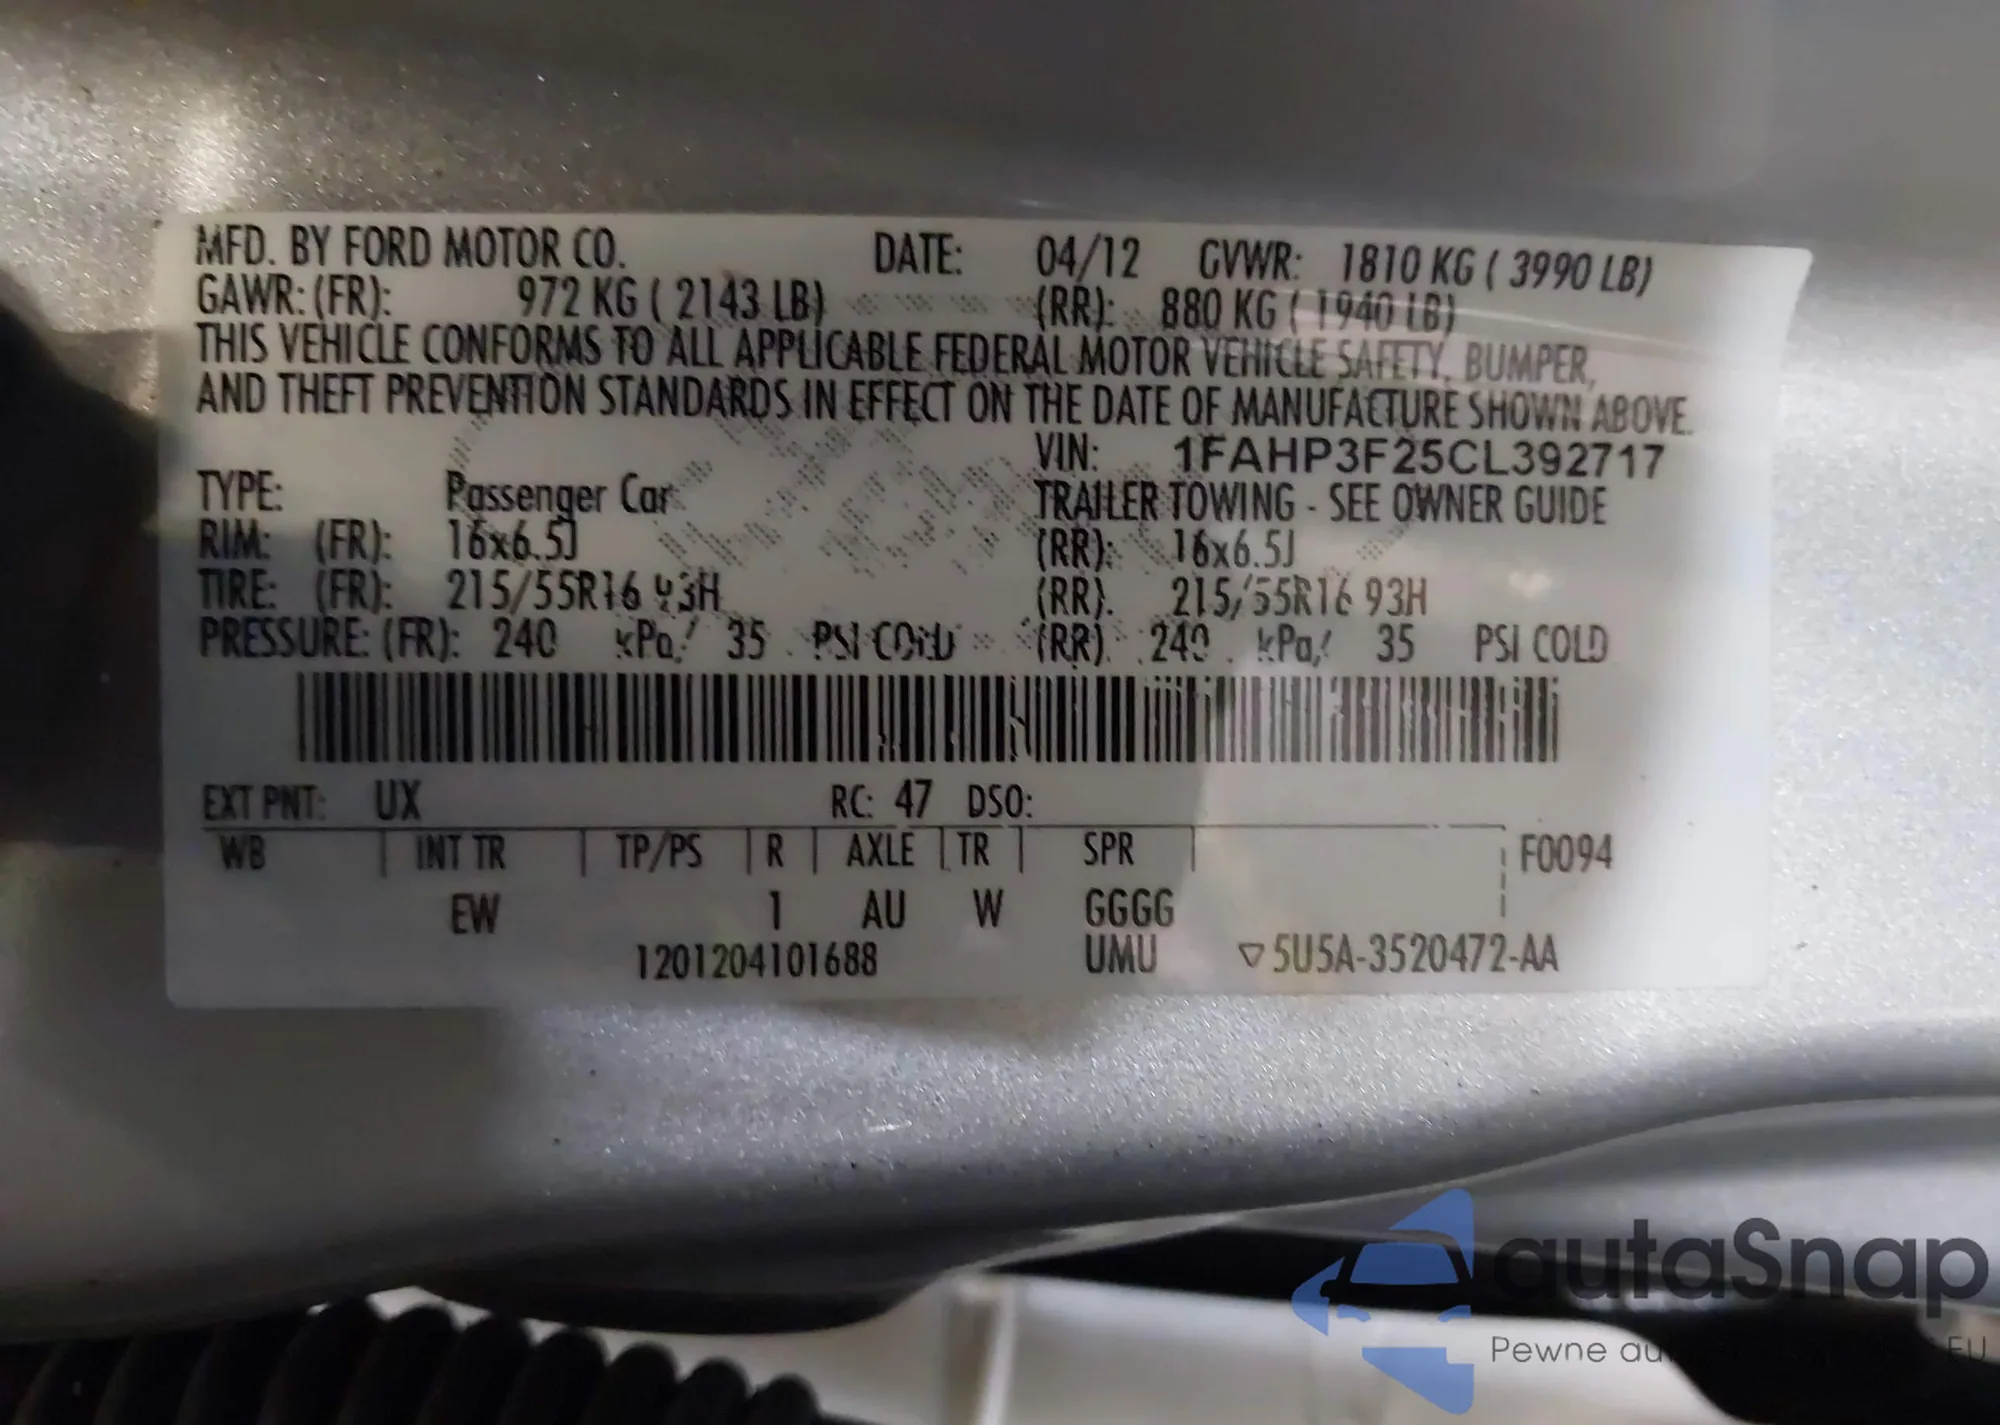 MFD. BY FORD MOTOR CO. DATE: 04/12 GVWR: 1810 KG ( 3990 LB)
GAWR: (FR): 972 KG ( 2143 LB) (RR): 880 KG ( 1940 LB)
THIS VEHICLE CONFORMS TO ALL APPLICABLE FEDERAL MOTOR VEHICLE SAFETY, BUMPER,
AND THEFT PREVENTION STANDARDS IN EFFECT ON THE DATE OF MANUFACTURE SHOWN ABOVE.
VIN: 1FAHP3F25CL392717
TYPE: Passenger Car TRAILER TOWING - SEE OWNER GUIDE
RIM: (FR): 16x6.5J (RR): 16x6.5J
TIRE: (FR): 215/55R16 93H (RR): 215/55R16 93H
PRESSURE: (FR): 240 kPa/ 35 PSI COLD (RR): 240 kPa/ 35 PSI COLD
EXT PNT: UX RC: 47 DSO:
WB | INT TR | TP/PS | R | AXLE | TR | SPR | F0094
EW 1 AU W GGGG
1201204101688 UMU ▽5U5A-3520472-AA
autaSnap
Pewne EU